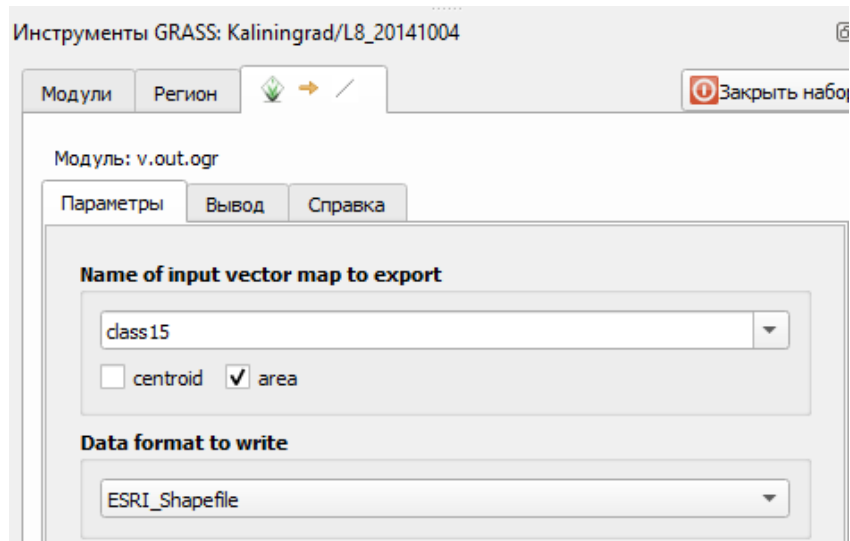 Инструменты GRASS: Kaliningrad/L8_20141004
Модули Регион Закрыть набор
Модуль: v.out.ogr
Параметры Вывод Справка
Name of input vector map to export
class15
centroid area
Data format to write
ESRI_Shapefile